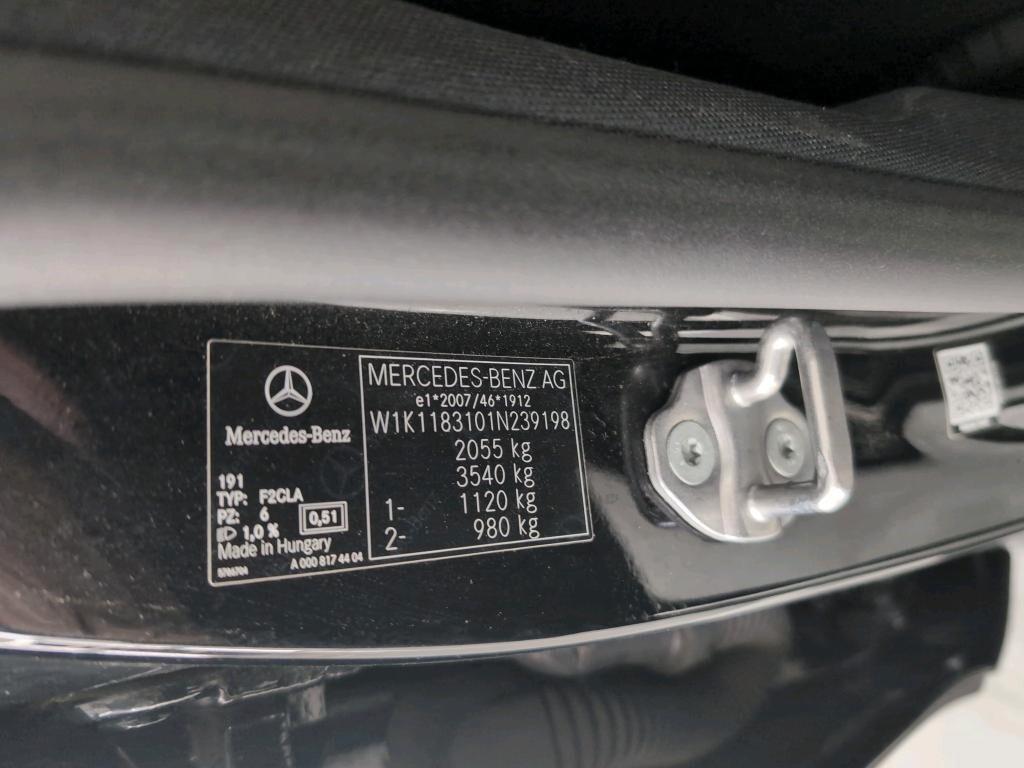 Mercedes-Benz
191
TYP: F2CLA
PZ: 6
0,51
1,0 %
Made in Hungary
A 000 817 44 04
MERCEDES-BENZ AG
e1*2007/46*1912
W1K1183101N239198
2055 kg
3540 kg
1- 1120 kg
2- 980 kg